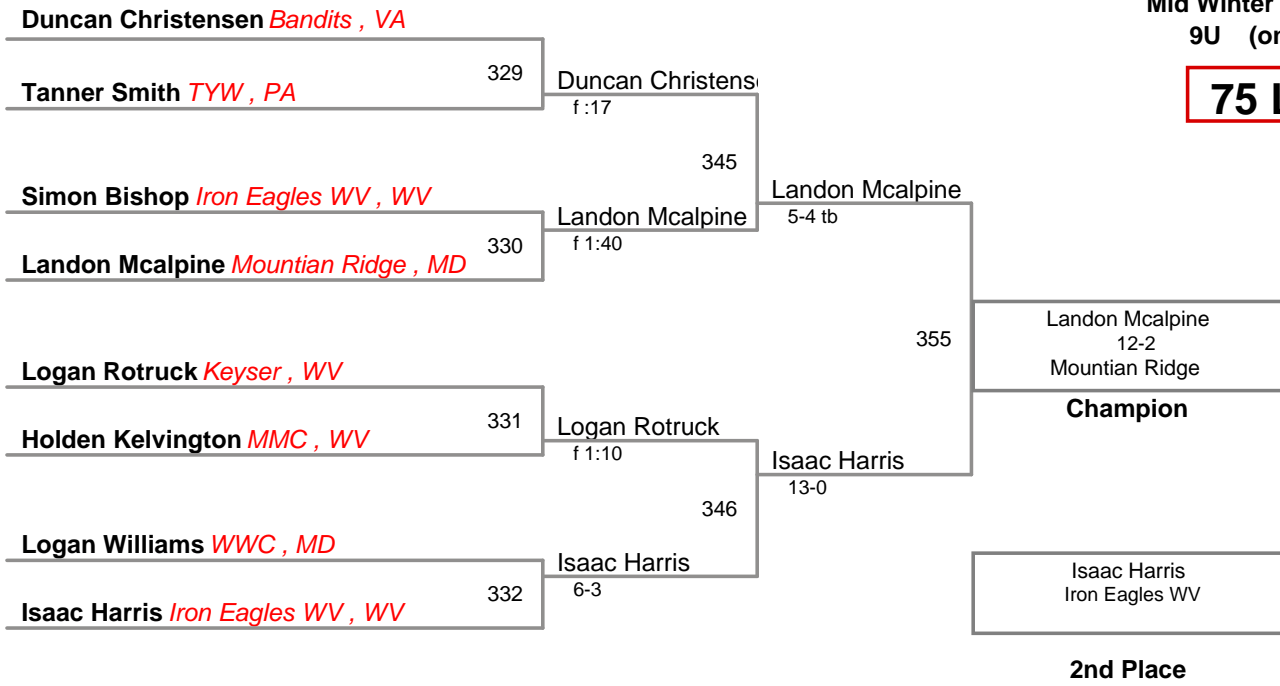 Mid Winter
9U (or
75
Duncan Christensen Bandits , VA
329
Tanner Smith TYW , PA
Duncan Christens
f :17
345
Simon Bishop Iron Eagles WV , WV
330
Landon Mcalpine Mountian Ridge , MD
Landon Mcalpine
f 1:40
Landon Mcalpine
5-4 tb
355
Landon Mcalpine
12-2
Mountian Ridge
Champion
Logan Rotruck Keyser , WV
331
Holden Kelvington MMC , WV
Logan Rotruck
f 1:10
346
Isaac Harris
13-0
Logan Williams WWC , MD
332
Isaac Harris Iron Eagles WV , WV
Isaac Harris
6-3
Isaac Harris
Iron Eagles WV
2nd Place